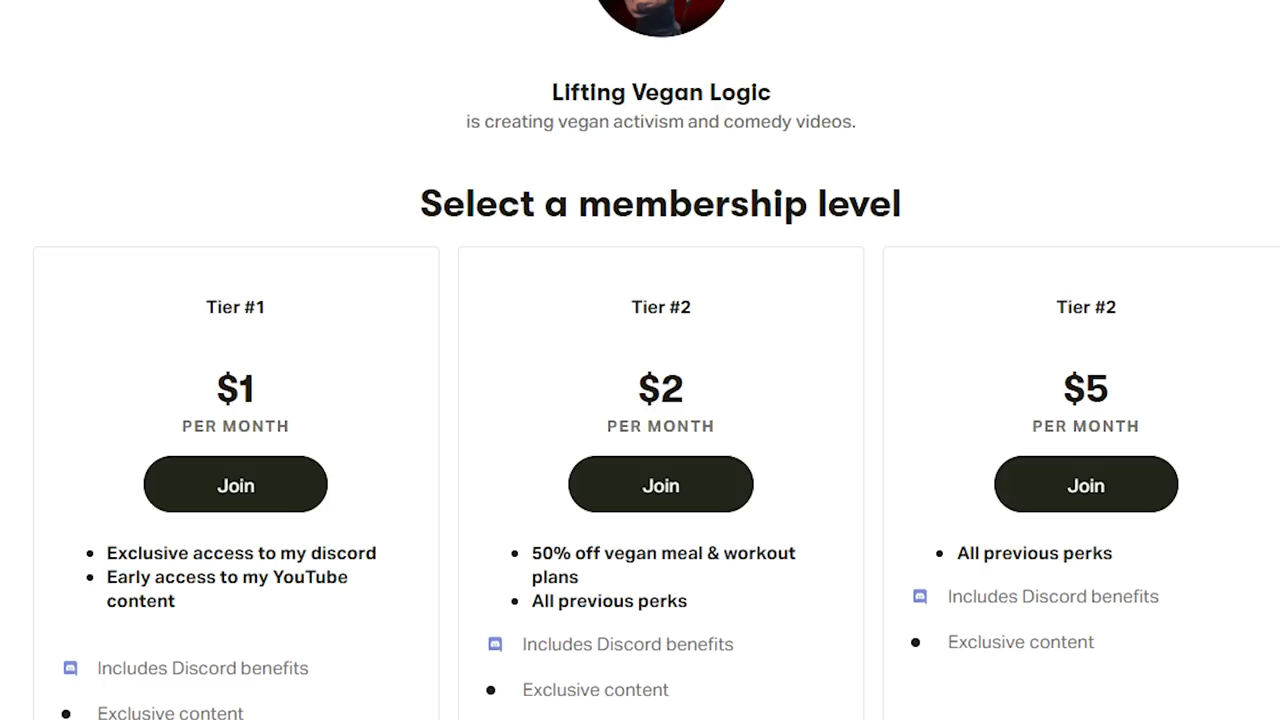 Lifting Vegan Logic
is creating vegan activism and comedy videos.
Select a membership level
Tier #1
$1
PER MONTH
Join
Exclusive access to my discord
Early access to my YouTube
content
Includes Discord benefits
Exclusive content
Tier #2
$2
PER MONTH
Join
50% off vegan meal & workout
plans
All previous perks
Includes Discord benefits
Exclusive content
Tier #2
$5
PER MONTH
Join
All previous perks
Includes Discord benefits
Exclusive content